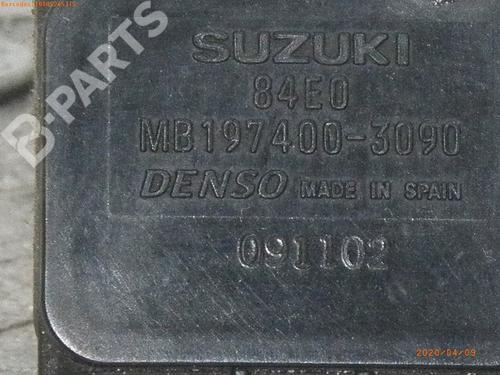 SUZUKI
84E0
MB197400-3090
DENSO MADE IN SPAIN
091102
B-PARTS
2020/04/09